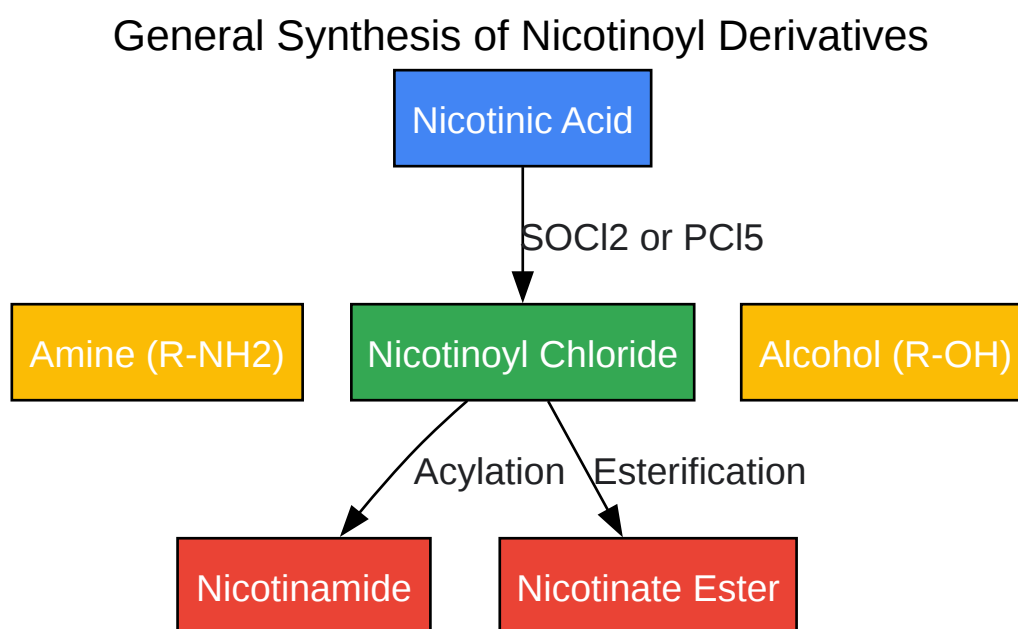 General Synthesis of Nicotinoyl Derivatives
Nicotinic Acid
SOCl2 or PCl5
Amine (R-NH2)
Nicotinoyl Chloride
Alcohol (R-OH)
Acylation
Esterification
Nicotinamide
Nicotinate Ester